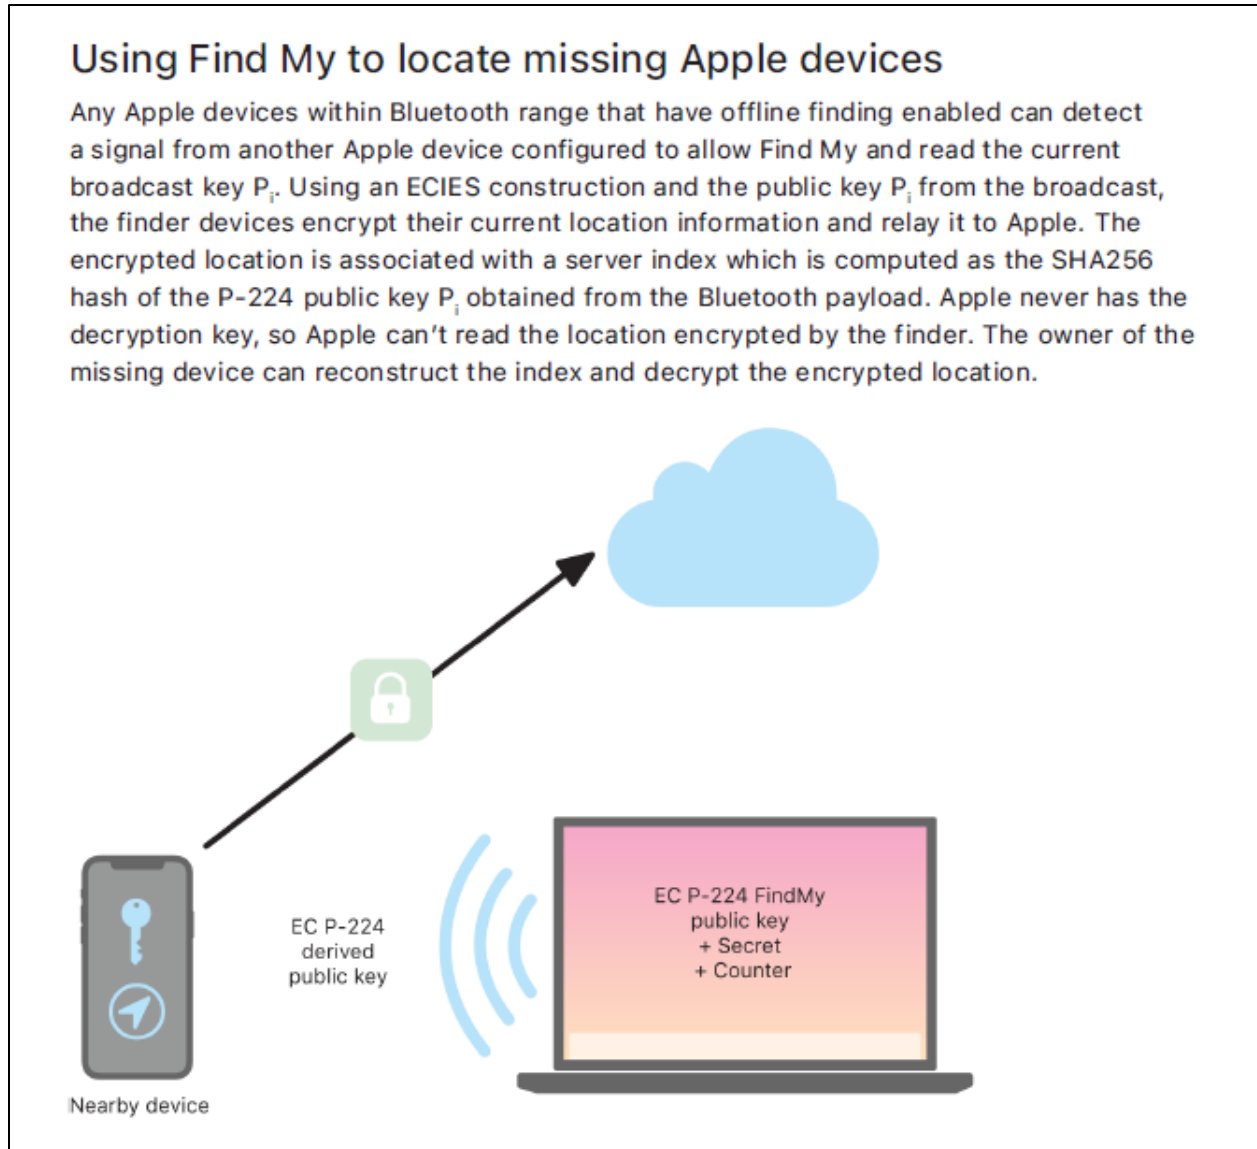 Using Find My to locate missing Apple devices
Any Apple devices within Bluetooth range that have offline finding enabled can detect
a signal from another Apple device configured to allow Find My and read the current
broadcast key Pᵢ. Using an ECIES construction and the public key Pᵢ from the broadcast,
the finder devices encrypt their current location information and relay it to Apple. The
encrypted location is associated with a server index which is computed as the SHA256
hash of the P-224 public key Pᵢ obtained from the Bluetooth payload. Apple never has the
decryption key, so Apple can’t read the location encrypted by the finder. The owner of the
missing device can reconstruct the index and decrypt the encrypted location.
EC P-224 FindMy
public key
+ Secret
+ Counter
EC P-224
derived
public key
Nearby device